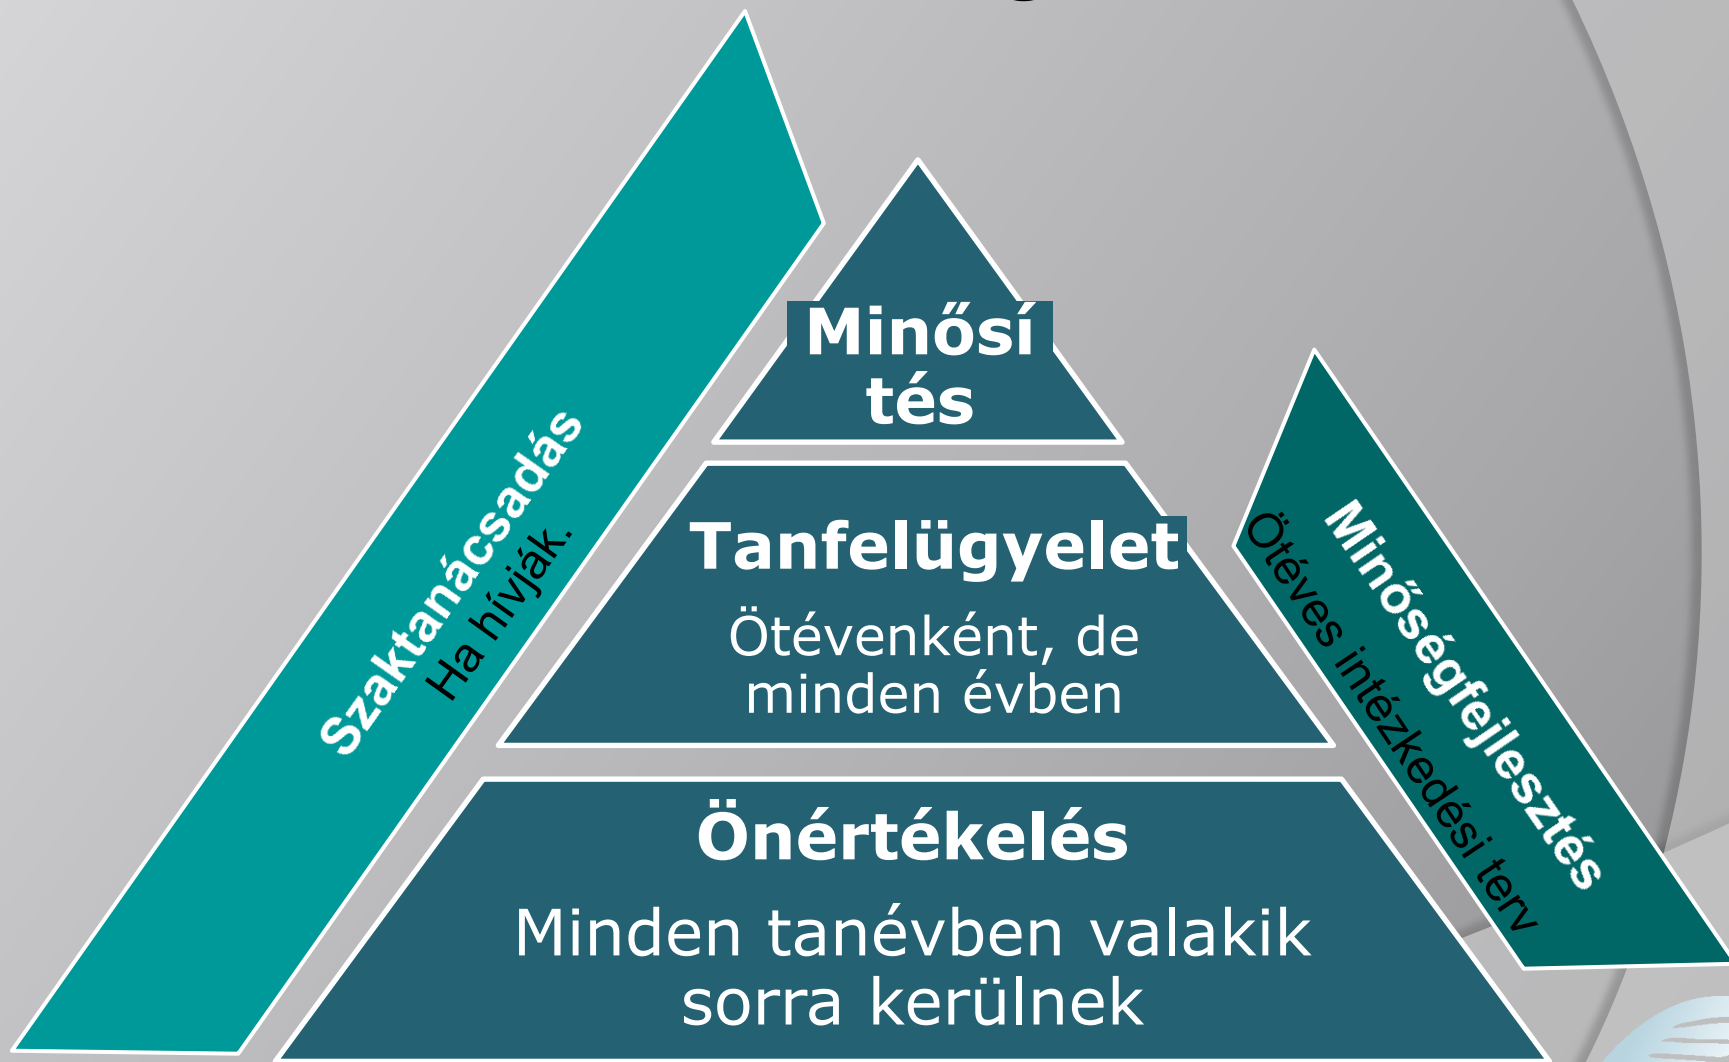 Szaktanácsadás
Ha hívják.
Minősí
tés
Tanfelügyelet
Ötévenként, de
minden évben
Önértékelés
Minden tanévben valakik
sorra kerülnek
Minőségfejlesztés
Ötéves intézkedési terv